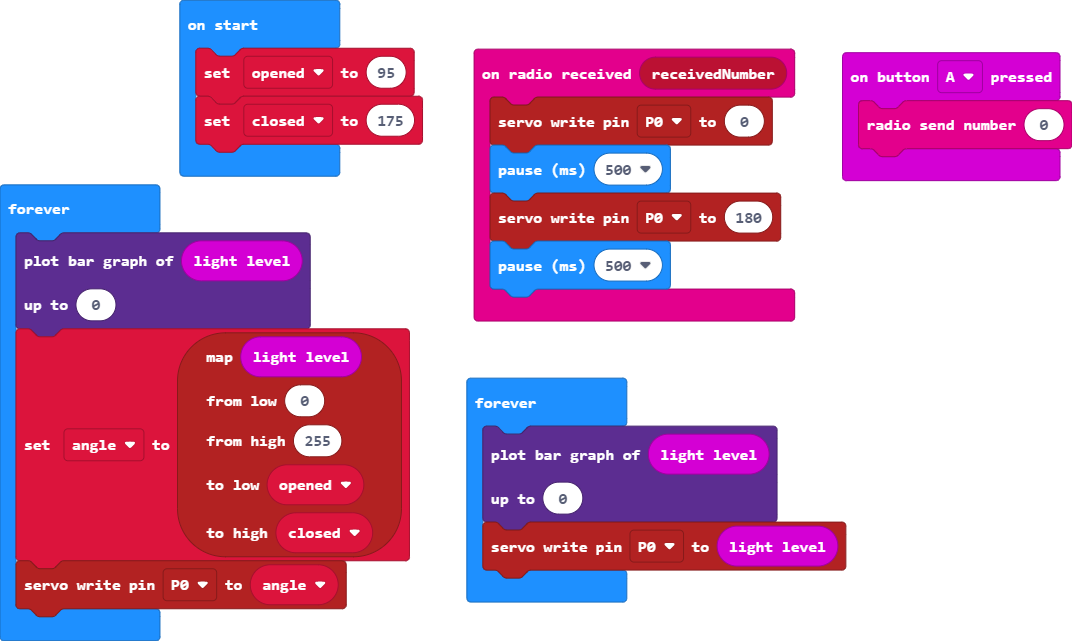 on start
set opened to 95
set closed to 175
forever
plot bar graph of light level
up to 0
map light level
from low 0
from high 255
set angle to
to low opened
to high closed
servo write pin P0 to angle
on radio received receivedNumber
servo write pin P0 to 0
pause (ms) 500
servo write pin P0 to 180
pause (ms) 500
on button A pressed
radio send number 0
forever
plot bar graph of light level
up to 0
servo write pin P0 to light level